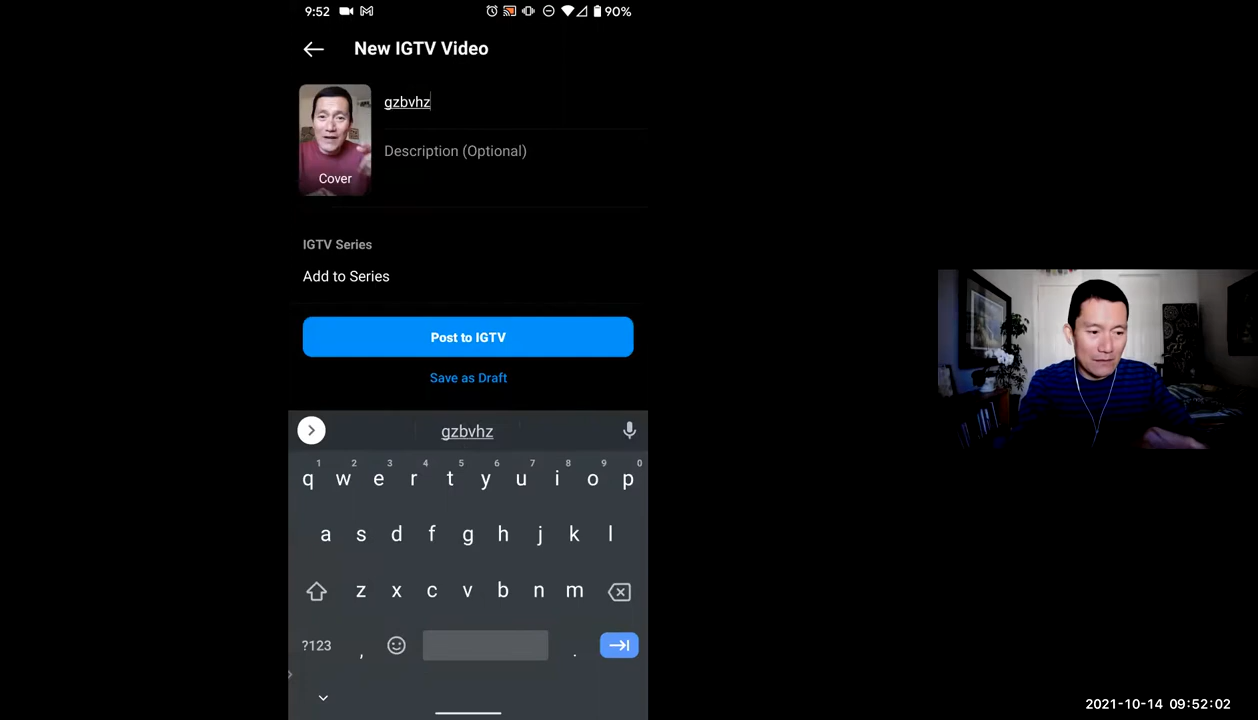 9:52 90%
New IGTV Video
gzbvhz
Cover
Description (Optional)
IGTV Series
Add to Series
Post to IGTV
Save as Draft
gzbvhz
1 2 3 4 5 6 7 8 9 0
q w e r t y u i o p
a s d f g h j k l
z x c v b n m
?123 , .
2021-10-14 09:52:02